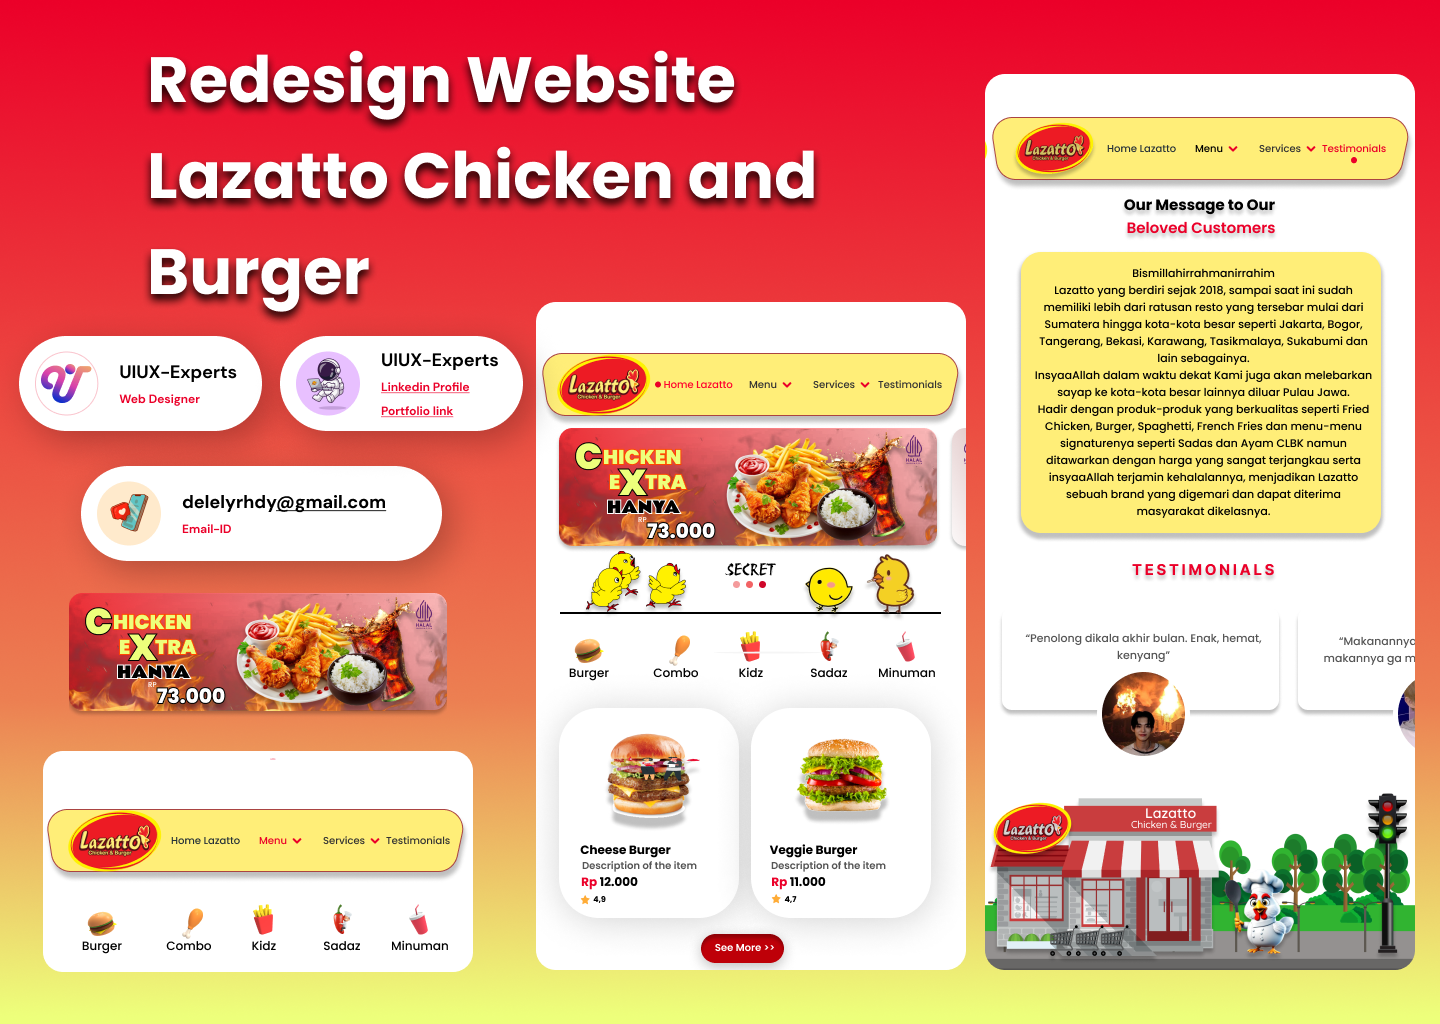 Redesign Website
Lazatto Chicken and
Burger
UIUX-Experts
Web Designer
UIUX-Experts
Linkedin Profile
Portfolio link
delelyrhdy@gmail.com
Email-ID
CHICKEN
EXTRA
HANYA
RP
73.000
HALAL
Lazatto
Chicken & Burger
Home Lazatto
Menu
Services
Testimonials
Burger
Combo
Kidz
Sadaz
Minuman
Lazatto
Chicken & Burger
Home Lazatto
Menu
Services
Testimonials
CHICKEN
EXTRA
HANYA
RP
73.000
HALAL
SECRET
Burger
Combo
Kidz
Sadaz
Minuman
Cheese Burger
Description of the item
Rp 12.000
4,9
Veggie Burger
Description of the item
Rp 11.000
4,7
See More >>
Lazatto
Chicken & Burger
Home Lazatto
Menu
Services
Testimonials
Our Message to Our
Beloved Customers
Bismillahirrahmanirrahim
Lazatto yang berdiri sejak 2018, sampai saat ini sudah
memiliki lebih dari ratusan resto yang tersebar mulai dari
Sumatera hingga kota-kota besar seperti Jakarta, Bogor,
Tangerang, Bekasi, Karawang, Tasikmalaya, Sukabumi dan
lain sebagainya.
InsyaaAllah dalam waktu dekat Kami juga akan melebarkan
sayap ke kota-kota besar lainnya diluar Pulau Jawa.
Hadir dengan produk-produk yang berkualitas seperti Fried
Chicken, Burger, Spaghetti, French Fries dan menu-menu
signaturenya seperti Sadas dan Ayam CLBK namun
ditawarkan dengan harga yang sangat terjangkau serta
insyaaAllah terjamin kehalalannya, menjadikan Lazatto
sebuah brand yang digemari dan dapat diterima
masyarakat dikelasnya.
TESTIMONIALS
“Penolong dikala akhir bulan. Enak, hemat,
kenyang”
“Makanannya
makannya ga m
Lazatto
Lazatto
Chicken & Burger